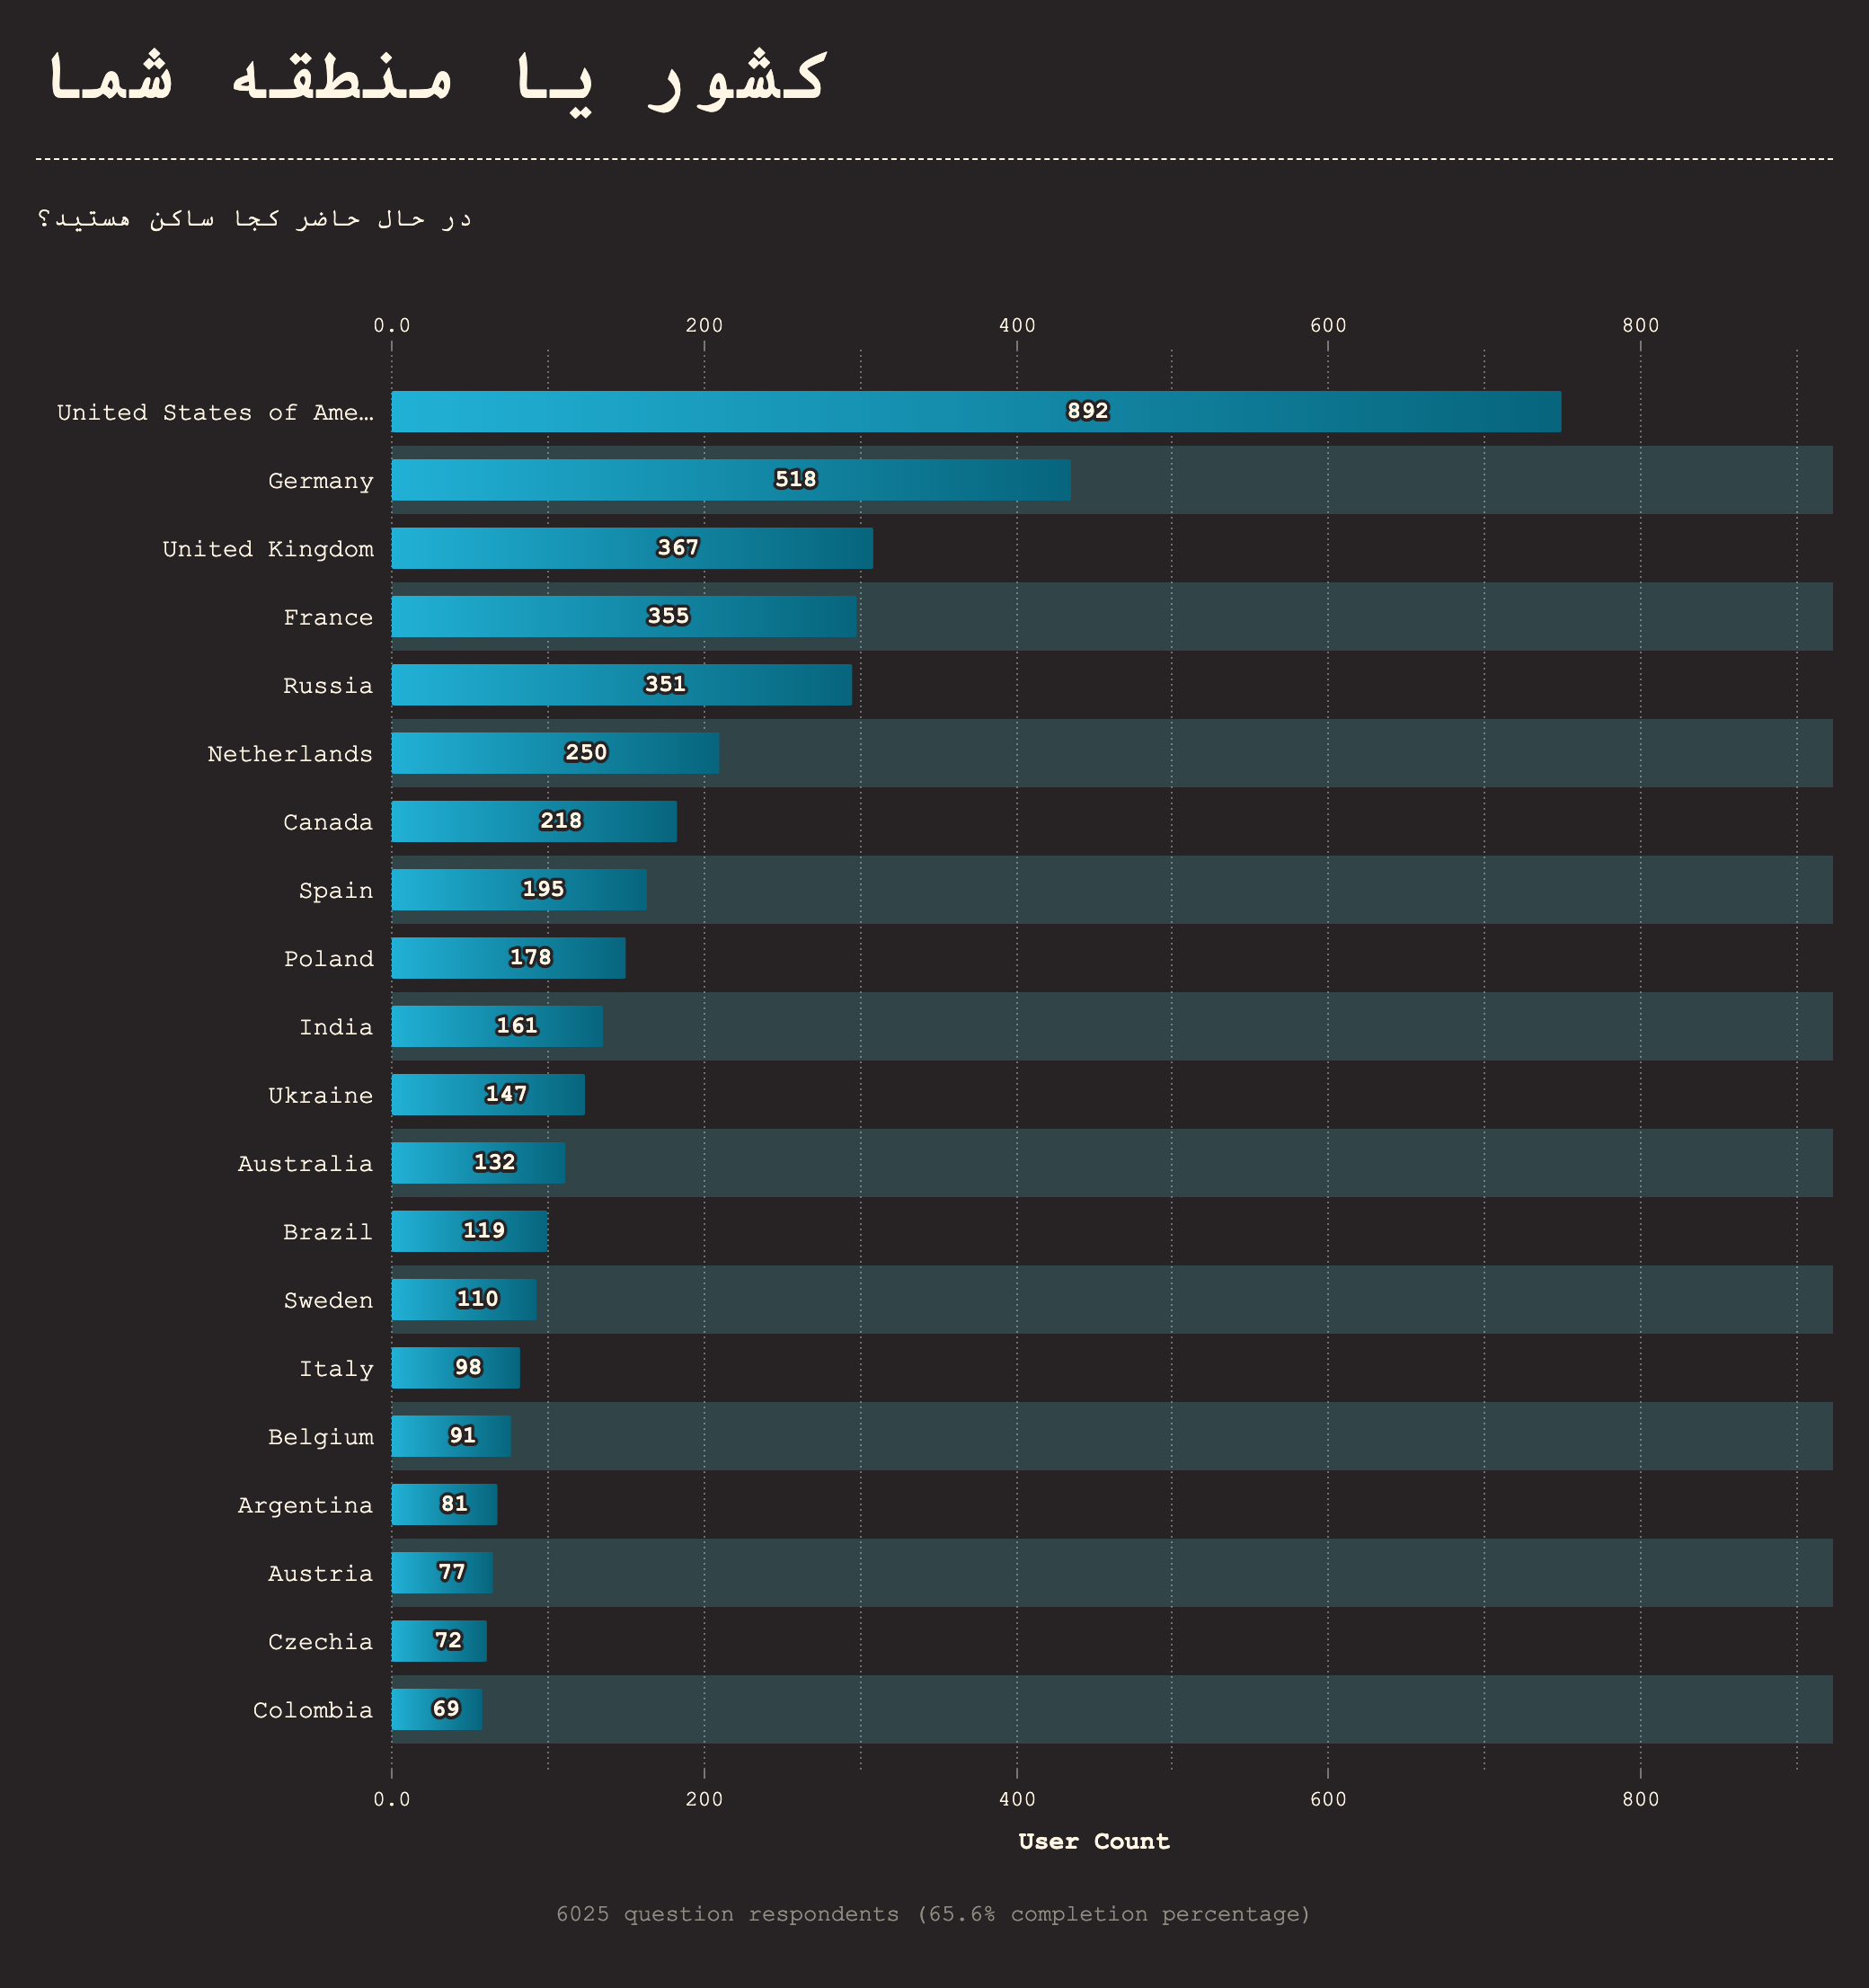 کشور یا منطقه شما
در حال حاضر کجا ساکن هستید؟
0.0 200 400 600 800
United States of Ame… 892
Germany 518
United Kingdom 367
France 355
Russia 351
Netherlands 250
Canada 218
Spain 195
Poland 178
India 161
Ukraine 147
Australia 132
Brazil 119
Sweden 110
Italy 98
Belgium 91
Argentina 81
Austria 77
Czechia 72
Colombia 69
0.0 200 400 600 800
User Count
6025 question respondents (65.6% completion percentage)